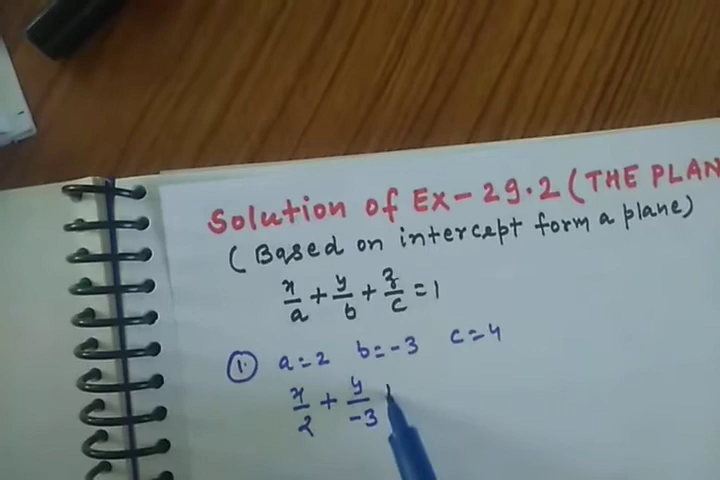 Solution of Ex-29.2 (THE PLAN
(Based on intercept form a plane)
x/a + y/b + z/c = 1
1. a=2 b=-3 c=4
x/2 + y/-3